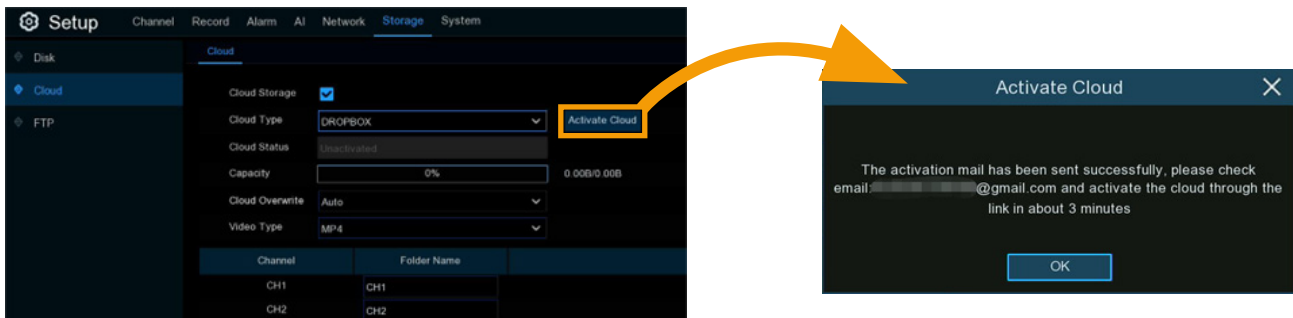 Setup Channel Record Alarm AI Network Storage System
Disk
Cloud
FTP
Cloud
Cloud Storage
Cloud Type DROPBOX Activate Cloud
Cloud Status Unactivated
Capacity 0% 0.00B/0.00B
Cloud Overwrite Auto
Video Type MP4
Channel Folder Name
CH1 CH1
CH2 CH2
Activate Cloud
The activation mail has been sent successfully, please check
email: @gmail.com and activate the cloud through the
link in about 3 minutes
OK